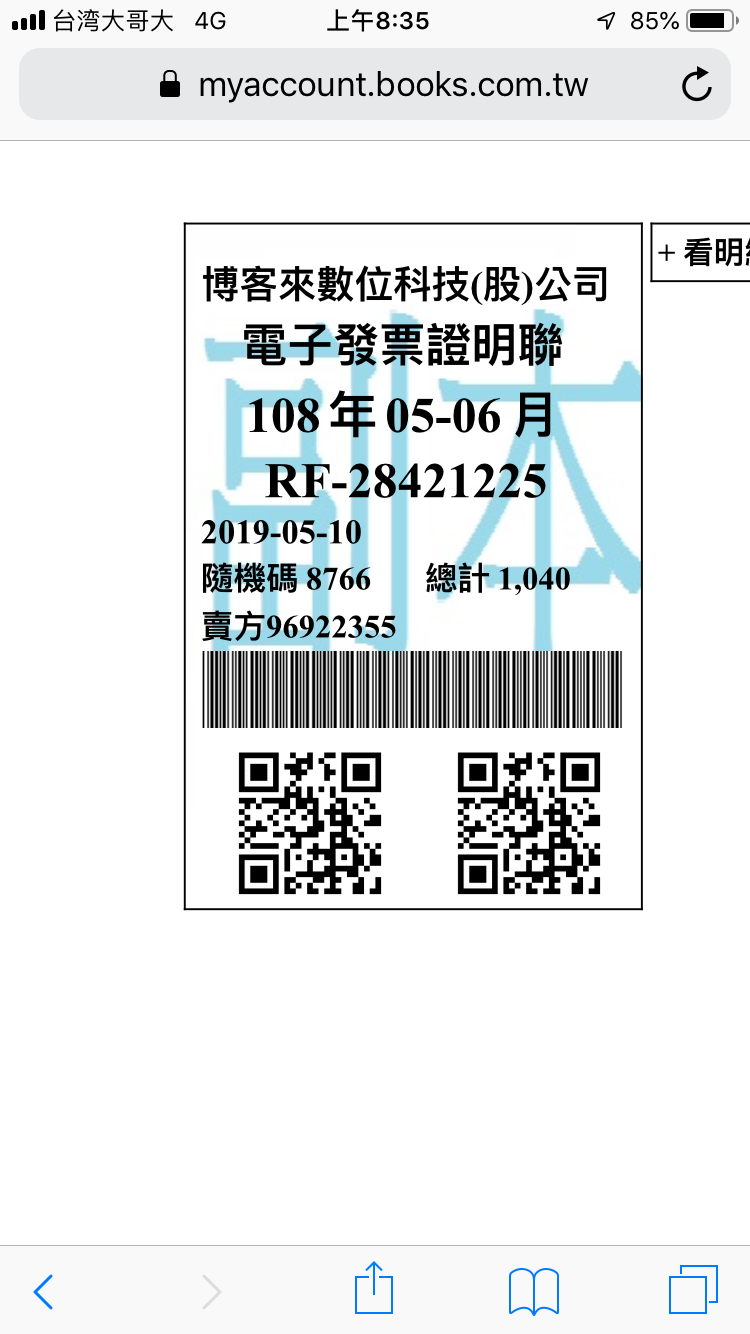 台湾大哥大 4G 上午8:35 85%
myaccount.books.com.tw
+ 看明
博客來數位科技(股)公司
電子發票證明聯
108年05-06月
RF-28421225
2019-05-10
隨機碼 8766 總計 1,040
賣方96922355
副本